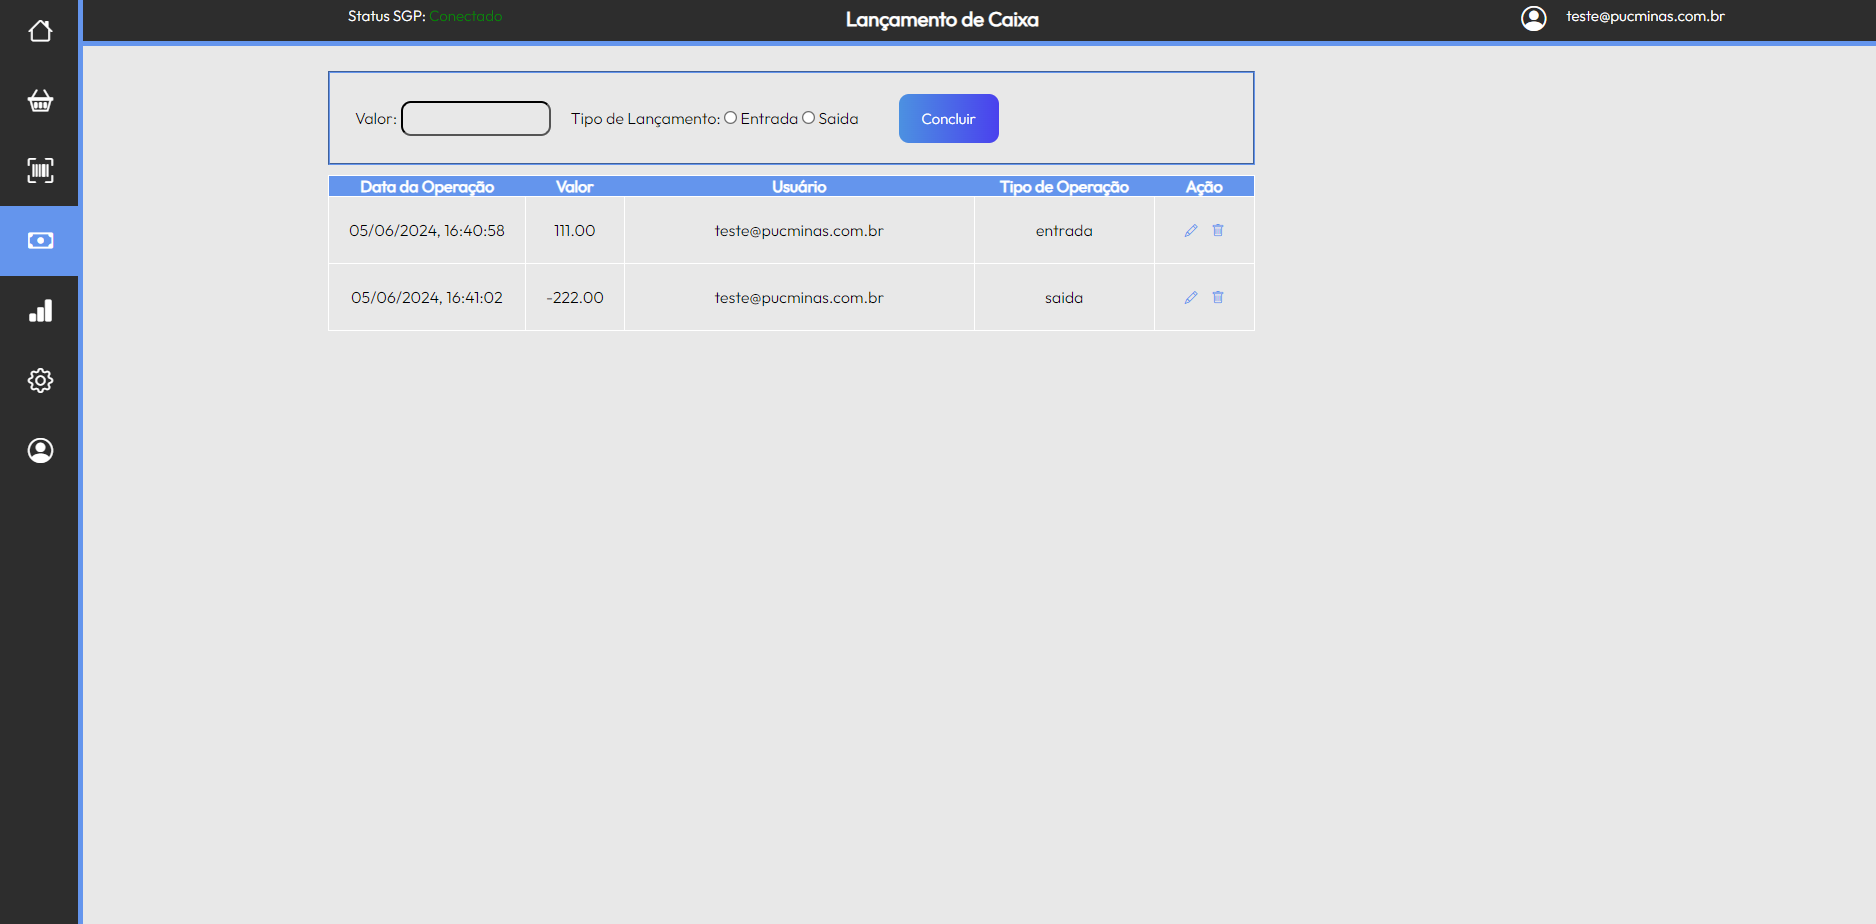 Status SGP: Conectado
Lançamento de Caixa
teste@pucminas.com.br
Valor: Tipo de Lançamento: Entrada Saida Concluir
Data da Operação Valor Usuário Tipo de Operação Ação
05/06/2024, 16:40:58 111.00 teste@pucminas.com.br entrada
05/06/2024, 16:41:02 -222.00 teste@pucminas.com.br saida